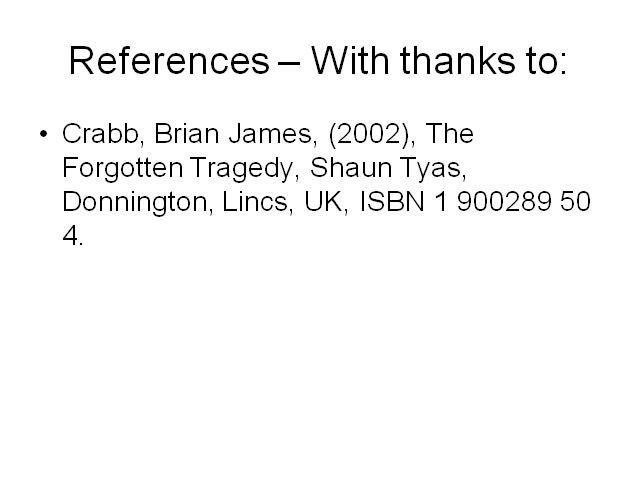 References – With thanks to:
• Crabb, Brian James, (2002), The
Forgotten Tragedy, Shaun Tyas,
Donnington, Lincs, UK, ISBN 1 900289 50
4.